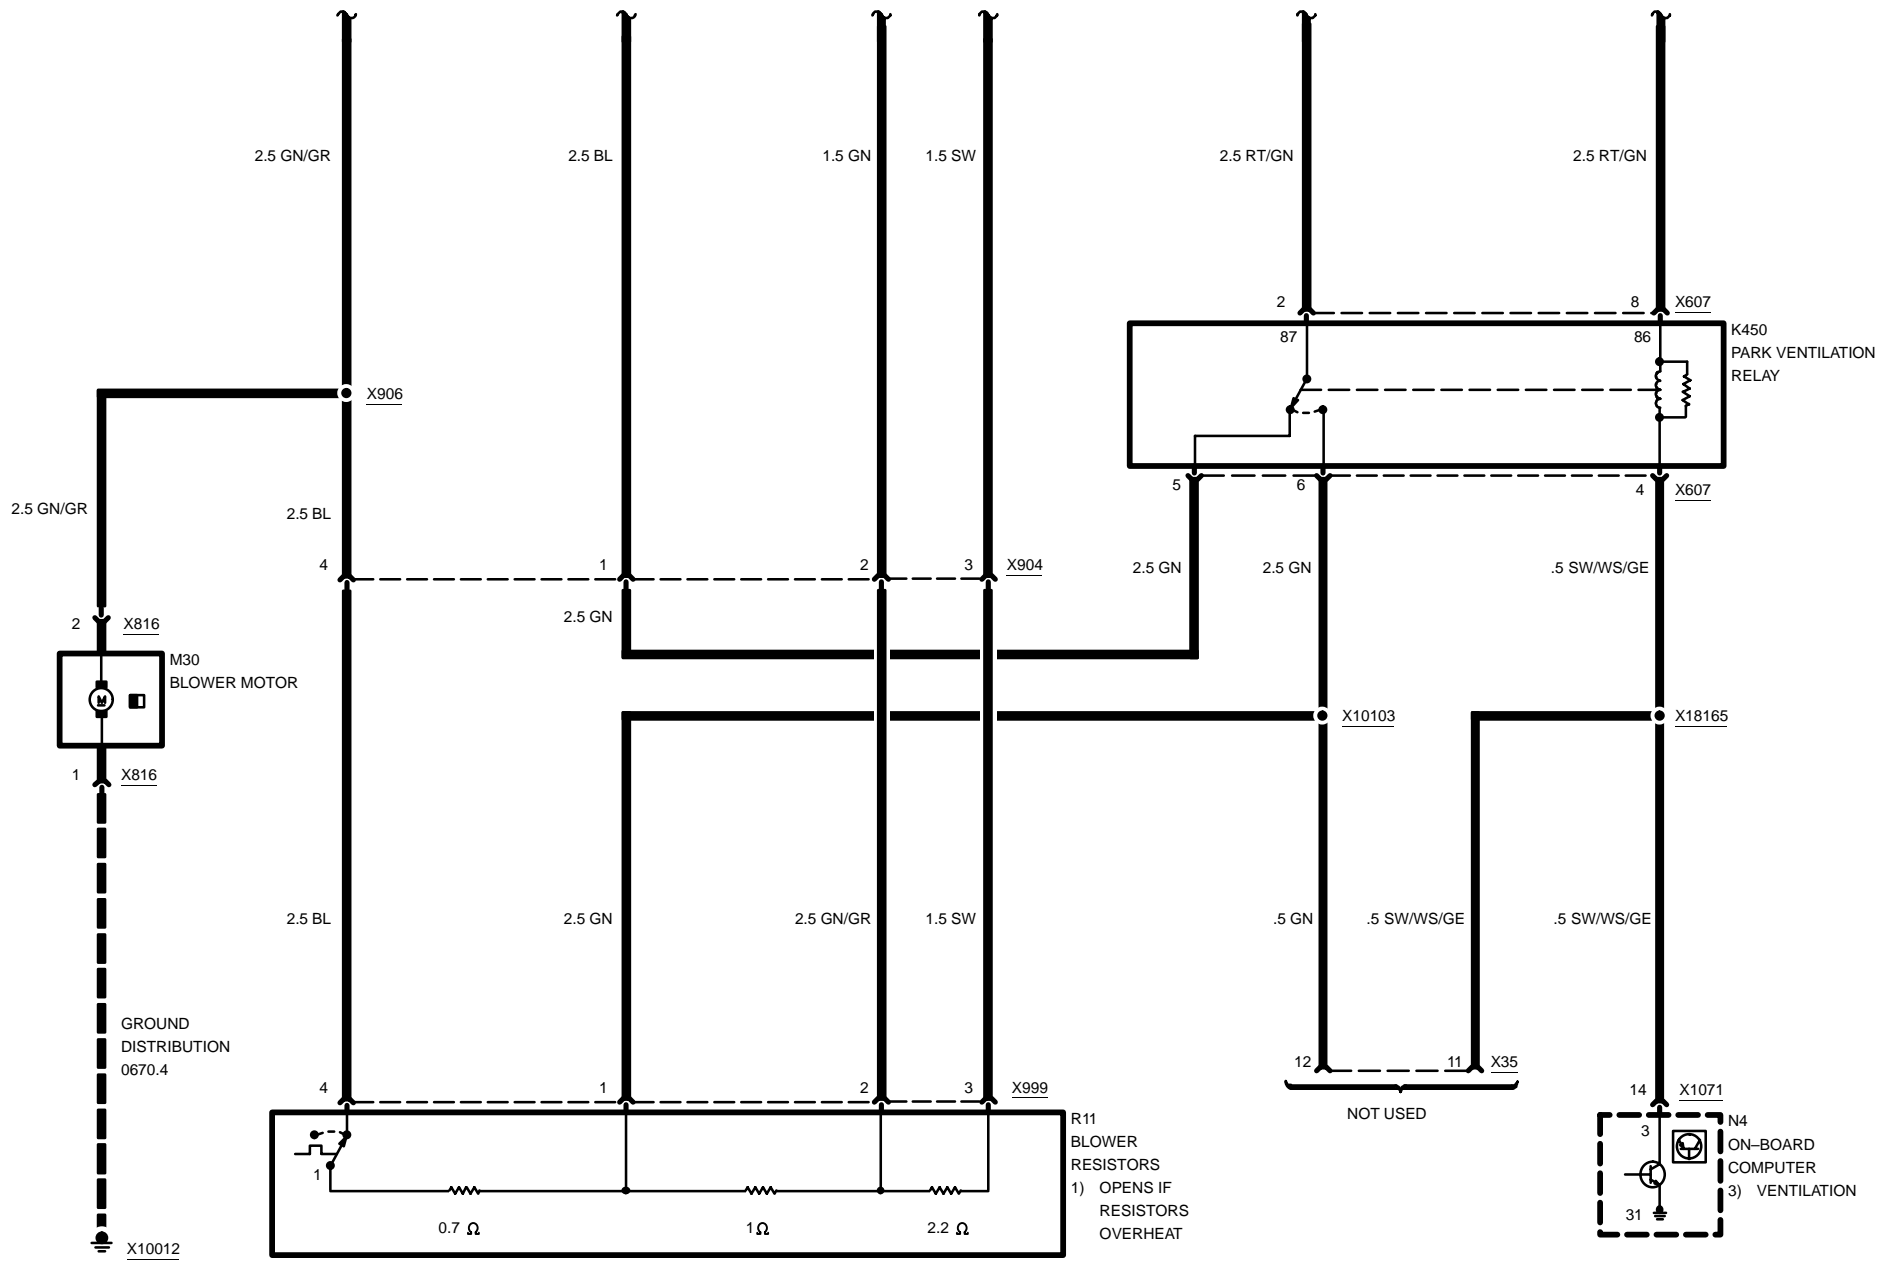 2.5 GN/GR
2.5 BL
1.5 GN
1.5 SW
2.5 RT/GN
2.5 RT/GN
2
8
X607
87
86
K450
PARK VENTILATION
RELAY
X906
5
6
4
X607
2.5 GN/GR
2.5 BL
4
1
2
3
X904
2.5 GN
2.5 GN
.5 SW/WS/GE
2.5 GN
2
X816
M30
BLOWER MOTOR
M
X10103
X18165
1
X816
2.5 BL
2.5 GN
2.5 GN/GR
1.5 SW
.5 GN
.5 SW/WS/GE
.5 SW/WS/GE
GROUND
DISTRIBUTION
0670.4
12
11
X35
NOT USED
4
1
2
3
X999
14
X1071
R11
BLOWER
RESISTORS
1) OPENS IF
RESISTORS
OVERHEAT
1
0.7 Ω
1Ω
2.2 Ω
3
N4
ON–BOARD
COMPUTER
3) VENTILATION
31
X10012